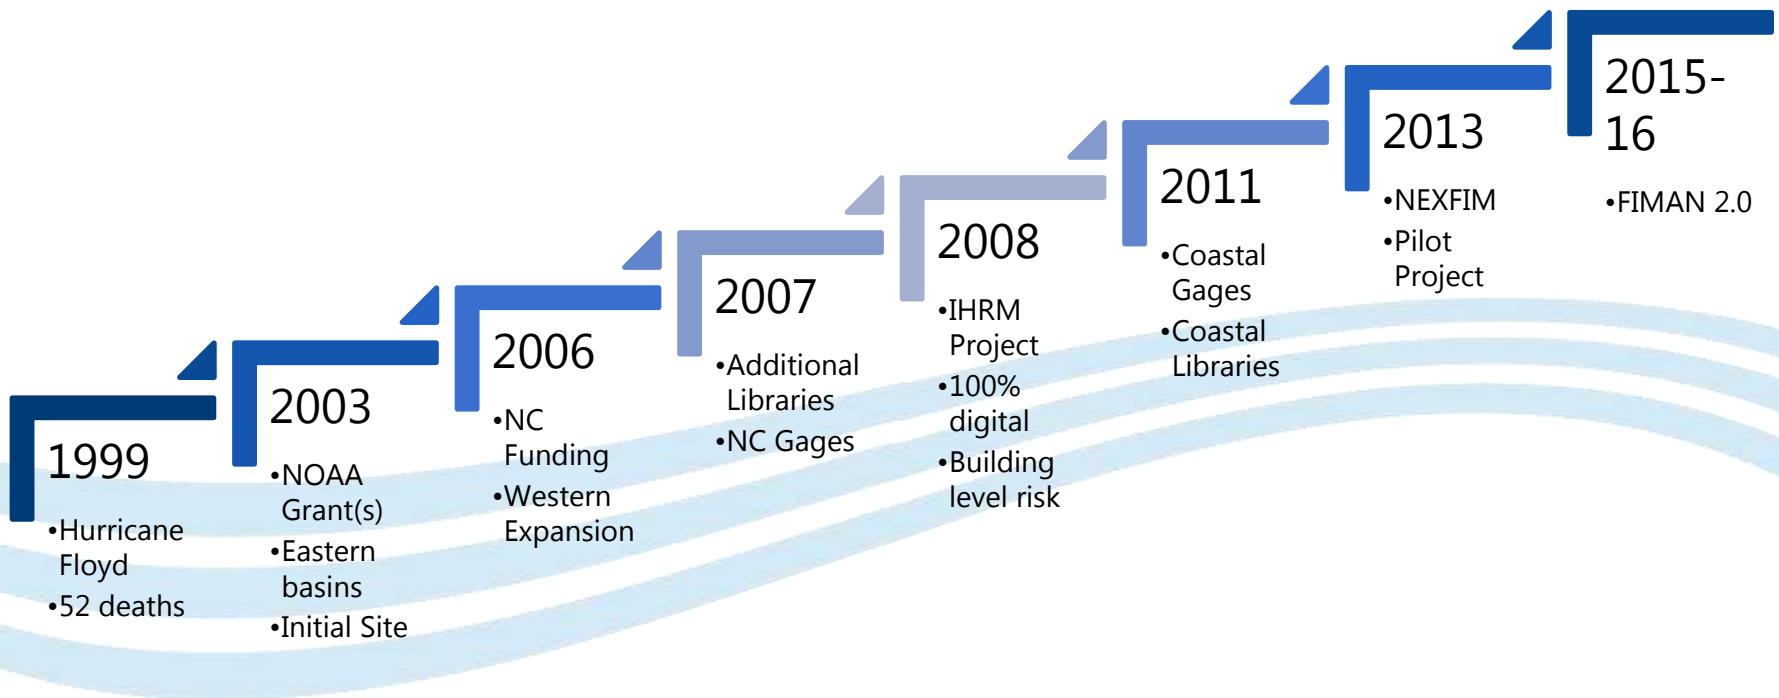 1999
•Hurricane
Floyd
•52 deaths
2003
•NOAA
Grant(s)
•Eastern
basins
•Initial Site
2006
•NC
Funding
•Western
Expansion
2007
•Additional
Libraries
•NC Gages
2008
•IHRM
Project
•100%
digital
•Building
level risk
2011
•Coastal
Gages
•Coastal
Libraries
2013
•NEXFIM
•Pilot
Project
2015-
16
•FIMAN 2.0